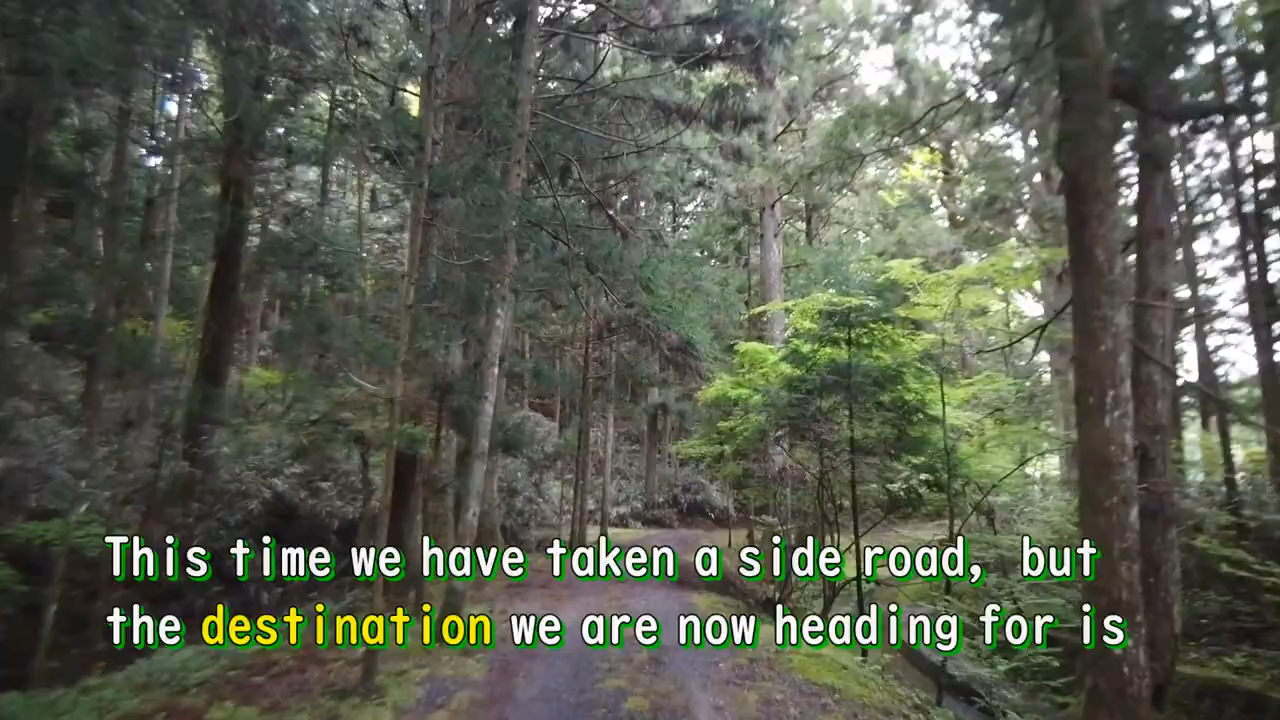 This time we have taken a side road, but
the destination we are now heading for is